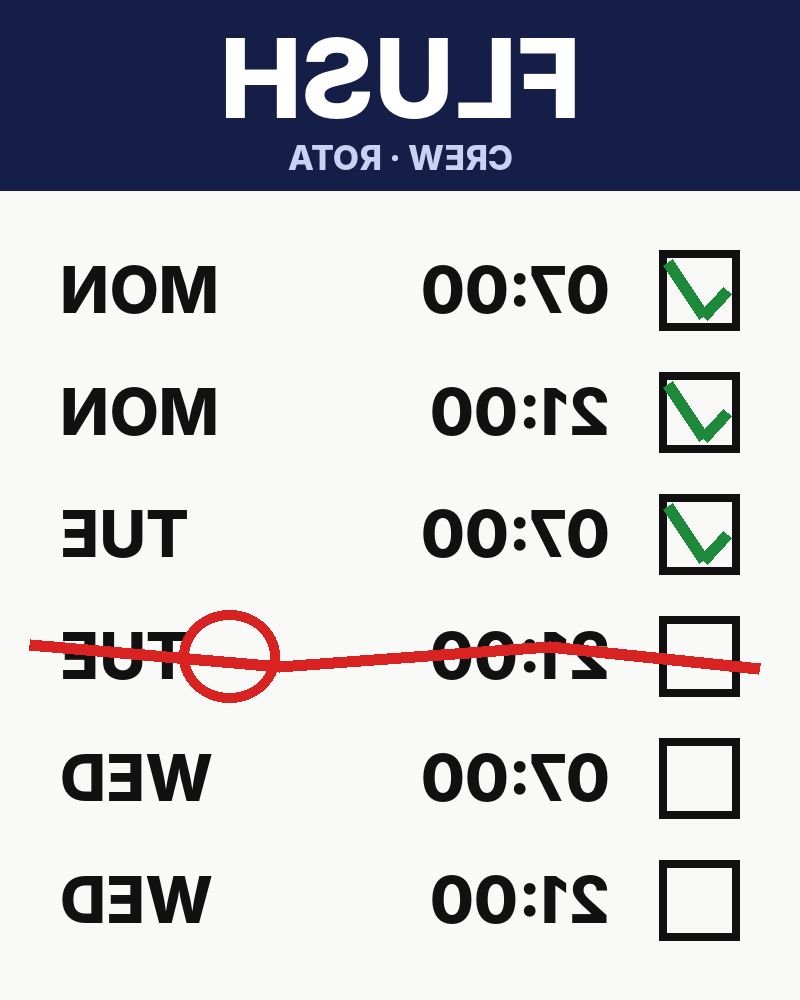 FLUSH
CREW · ROTA
MON 07:00
MON 21:00
TUE 07:00
TUE 21:00
WED 07:00
WED 21:00